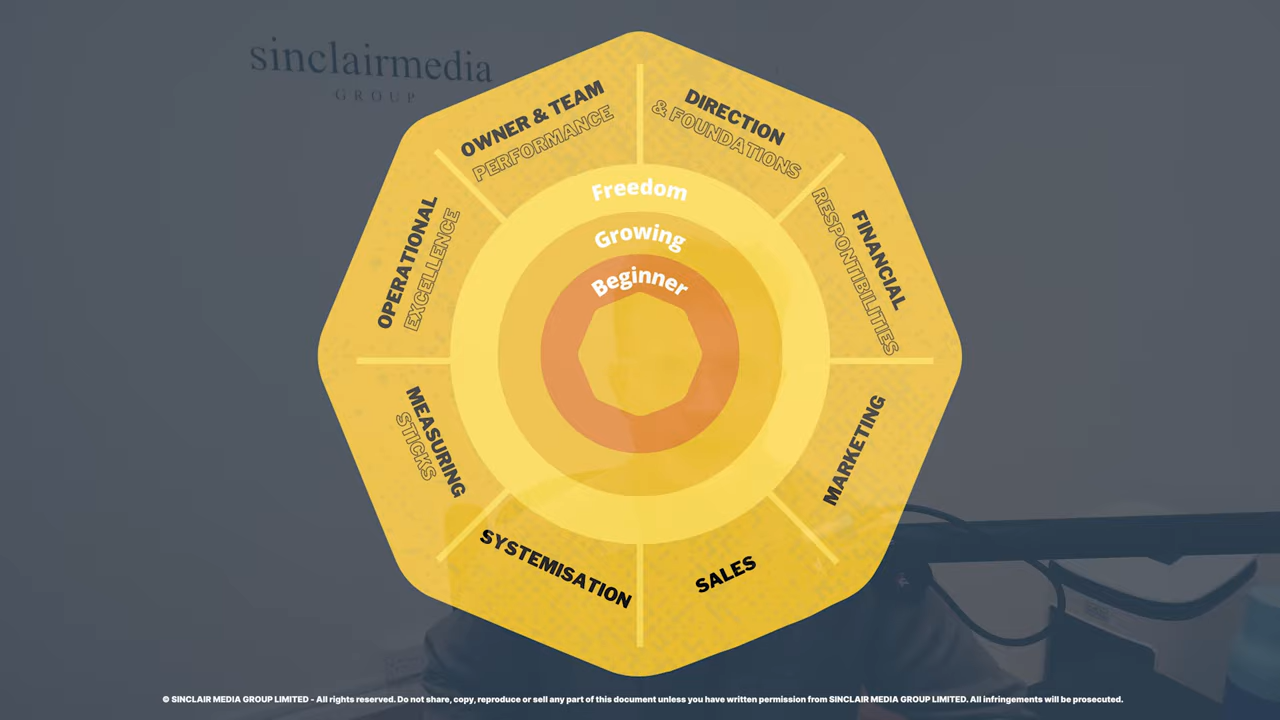 sinclairmedia
GROUP
OWNER & TEAM
PERFORMANCE
DIRECTION
& FOUNDATIONS
OPERATIONAL
EXCELLENCE
FINANCIAL
RESPONTIBILITIES
Freedom
Growing
Beginner
MEASURING
STICKS
MARKETING
SYSTEMISATION
SALES
© SINCLAIR MEDIA GROUP LIMITED - All rights reserved. Do not share, copy, reproduce or sell any part of this document unless you have written permission from SINCLAIR MEDIA GROUP LIMITED. All infringements will be prosecuted.